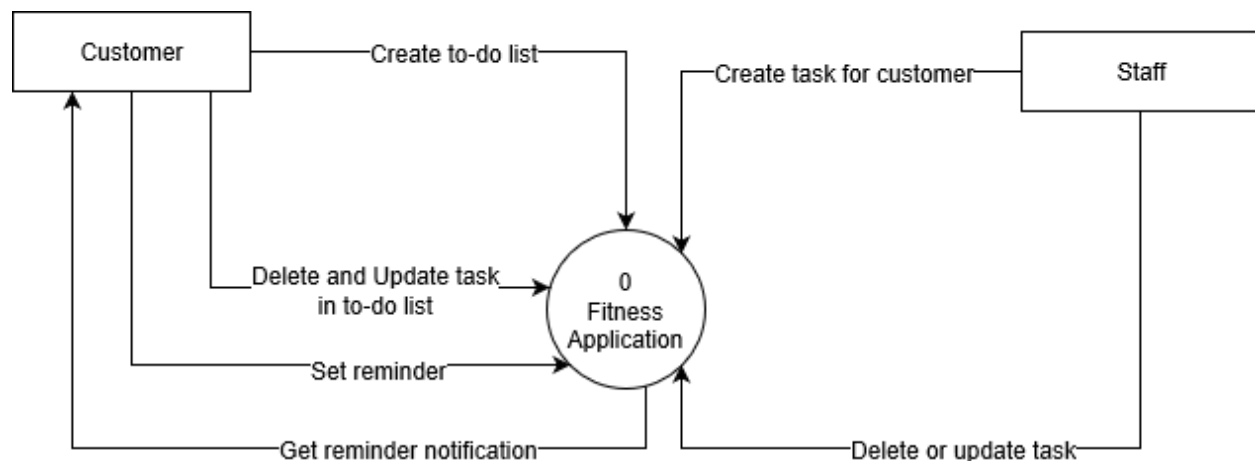 Customer
Create to-do list
Create task for customer
Staff
Delete and Update task
in to-do list
0
Fitness
Application
Set reminder
Get reminder notification
Delete or update task